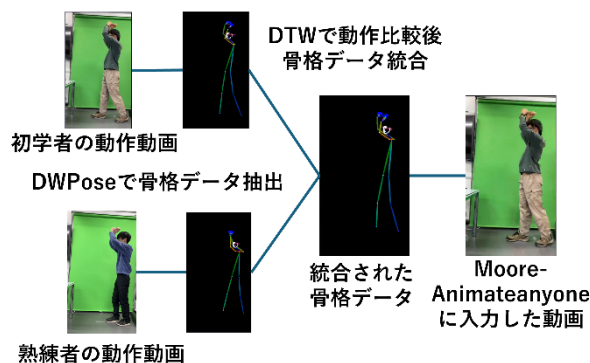 DTWで動作比較後
骨格データ統合
初学者の動作動画
DWPoseで骨格データ抽出
熟練者の動作動画
統合された
骨格データ
Moore-
Animateanyone
に入力した動画